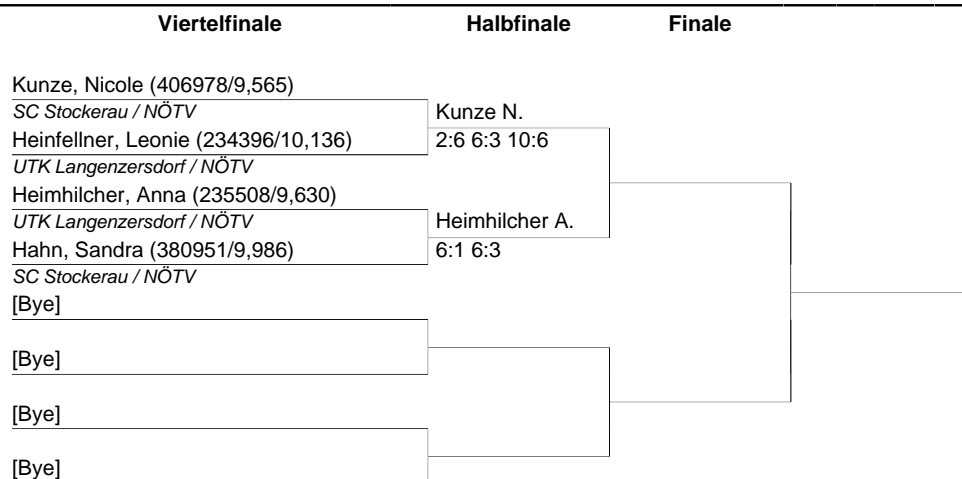 Viertelfinale Halbfinale Finale
Kunze, Nicole (406978/9,565)
SC Stockerau / NÖTV Kunze N.
Heinfellner, Leonie (234396/10,136) 2:6 6:3 10:6
UTK Langenzersdorf / NÖTV
Heimhilcher, Anna (235508/9,630)
UTK Langenzersdorf / NÖTV Heimhilcher A.
Hahn, Sandra (380951/9,986) 6:1 6:3
SC Stockerau / NÖTV
[Bye]
[Bye]
[Bye]
[Bye]